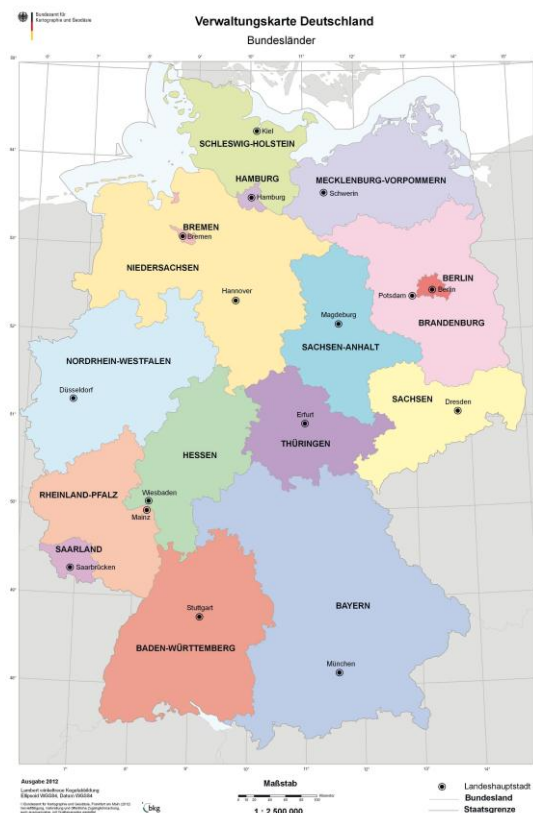 Bundesamt für
Kartographie und Geodäsie
Verwaltungskarte Deutschland
Bundesländer
Kiel
SCHLESWIG-HOLSTEIN
HAMBURG
Hamburg
MECKLENBURG-VORPOMMERN
Schwerin
BREMEN
Bremen
NIEDERSACHSEN
Hannover
BERLIN
Berlin
Potsdam
BRANDENBURG
Magdeburg
SACHSEN-ANHALT
NORDRHEIN-WESTFALEN
Düsseldorf
SACHSEN
Dresden
Erfurt
THÜRINGEN
HESSEN
RHEINLAND-PFALZ
Wiesbaden
Mainz
SAARLAND
Saarbrücken
Stuttgart
BADEN-WÜRTTEMBERG
BAYERN
München
Ausgabe 2012
bkg
Maßstab
1 : 2 500 000
Landeshauptstadt
Bundesland
Staatsgrenze